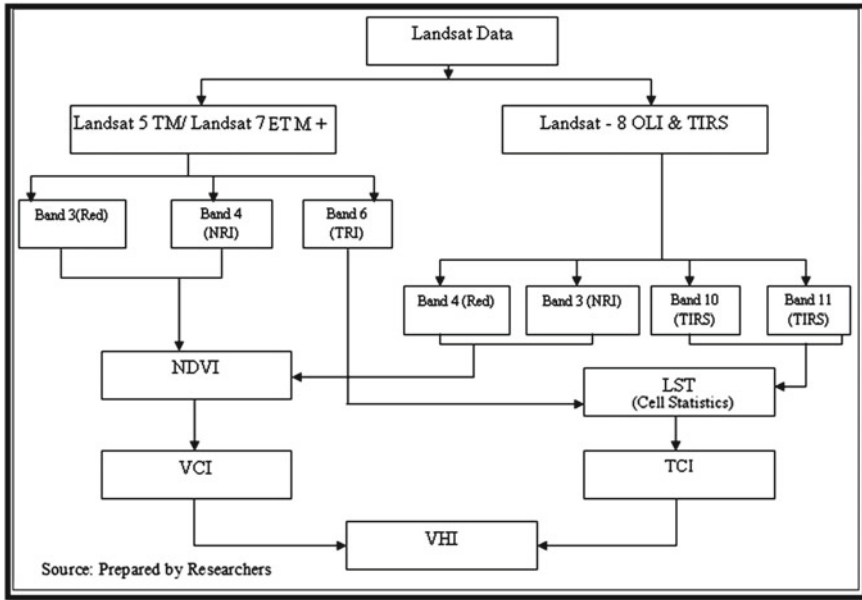 Landsat Data
Landsat 5 TM/ Landsat 7 ETM +
Landsat - 8 OLI & TIRS
Band 3(Red)
Band 4
(NRI)
Band 6
(TRI)
Band 4 (Red)
Band 3 (NRI)
Band 10
(TIRS)
Band 11
(TIRS)
NDVI
LST
(Cell Statistics)
VCI
TCI
VHI
Source: Prepared by Researchers